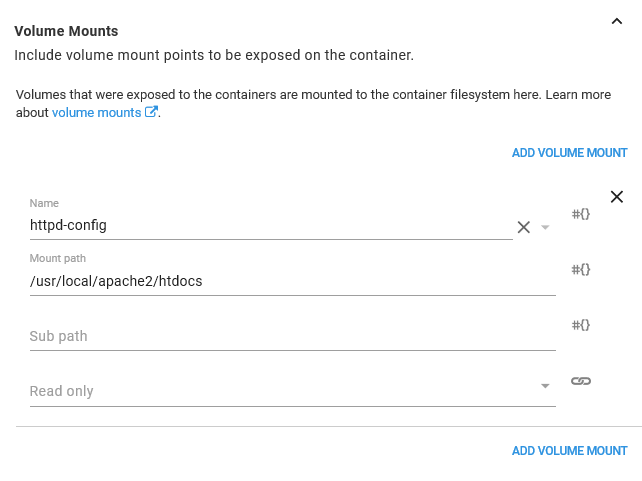 Volume Mounts
Include volume mount points to be exposed on the container.
Volumes that were exposed to the containers are mounted to the container filesystem here. Learn more
about volume mounts.
ADD VOLUME MOUNT
Name
httpd-config
#{}
Mount path
/usr/local/apache2/htdocs
#{}
Sub path
#{}
Read only
ADD VOLUME MOUNT